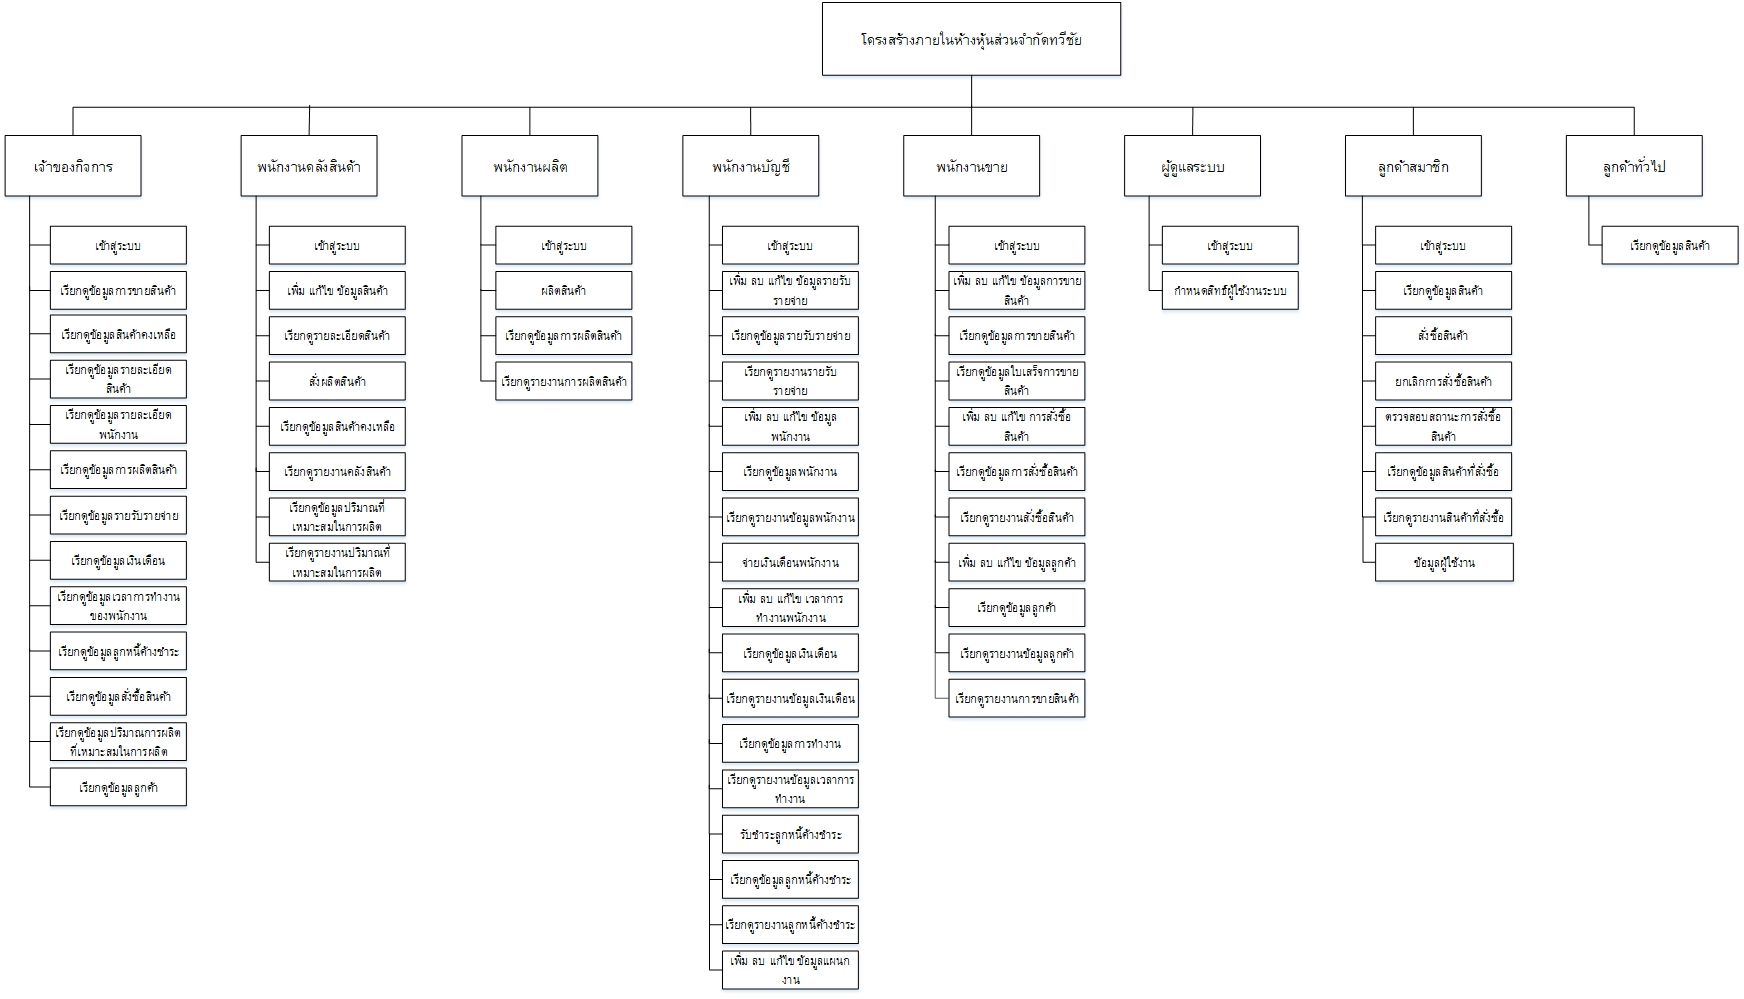 โครงสร้างภายในห้างหุ้นส่วนจำกัดทวีชัย
เจ้าของกิจการ
เข้าสู่ระบบ
เรียกดูข้อมูลการขายสินค้า
เรียกดูข้อมูลสินค้าคงเหลือ
เรียกดูข้อมูลรายละเอียด
สินค้า
เรียกดูข้อมูลรายละเอียด
พนักงาน
เรียกดูข้อมูลการผลิตสินค้า
เรียกดูข้อมูลรายรับรายจ่าย
เรียกดูข้อมูลเงินเดือน
เรียกดูข้อมูลเวลาการทำงาน
ของพนักงาน
เรียกดูข้อมูลลูกหนี้ค้างชำระ
เรียกดูข้อมูลสั่งซื้อสินค้า
เรียกดูข้อมูลปริมาณการผลิต
ที่เหมาะสมในการผลิต
เรียกดูข้อมูลลูกค้า
พนักงานคลังสินค้า
เข้าสู่ระบบ
เพิ่ม แก้ไข ข้อมูลสินค้า
เรียกดูรายละเอียดสินค้า
สั่งผลิตสินค้า
เรียกดูข้อมูลสินค้าคงเหลือ
เรียกดูรายงานคลังสินค้า
เรียกดูข้อมูลปริมาณที่
เหมาะสมในการผลิต
เรียกดูรายงานปริมาณที่
เหมาะสมในการผลิต
พนักงานผลิต
เข้าสู่ระบบ
ผลิตสินค้า
เรียกดูข้อมูลการผลิตสินค้า
เรียกดูรายงานการผลิตสินค้า
พนักงานบัญชี
เข้าสู่ระบบ
เพิ่ม ลบ แก้ไข ข้อมูลรายรับ
รายจ่าย
เรียกดูข้อมูลรายรับรายจ่าย
เรียกดูรายงานรายรับ
รายจ่าย
เพิ่ม ลบ แก้ไข ข้อมูล
พนักงาน
เรียกดูข้อมูลพนักงาน
เรียกดูรายงานข้อมูลพนักงาน
จ่ายเงินเดือนพนักงาน
เพิ่ม ลบ แก้ไข เวลาการ
ทำงานพนักงาน
เรียกดูข้อมูลเงินเดือน
เรียกดูรายงานข้อมูลเงินเดือน
เรียกดูข้อมูลการทำงาน
เรียกดูรายงานข้อมูลเวลาการ
ทำงาน
รับชำระลูกหนี้ค้างชำระ
เรียกดูข้อมูลลูกหนี้ค้างชำระ
เรียกดูรายงานลูกหนี้ค้างชำระ
เพิ่ม ลบ แก้ไข ข้อมูลแผนก
งาน
พนักงานขาย
เข้าสู่ระบบ
เพิ่ม ลบ แก้ไข ข้อมูลการขาย
สินค้า
เรียกดูข้อมูลการขายสินค้า
เรียกดูข้อมูลใบเสร็จการขาย
สินค้า
เพิ่ม ลบ แก้ไข การสั่งซื้อ
สินค้า
เรียกดูข้อมูลการสั่งซื้อสินค้า
เรียกดูรายงานสั่งซื้อสินค้า
เพิ่ม ลบ แก้ไข ข้อมูลลูกค้า
เรียกดูข้อมูลลูกค้า
เรียกดูรายงานข้อมูลลูกค้า
เรียกดูรายงานการขายสินค้า
ผู้ดูแลระบบ
เข้าสู่ระบบ
กำหนดสิทธ์ผู้ใช้งานระบบ
ลูกค้าสมาชิก
เข้าสู่ระบบ
เรียกดูข้อมูลสินค้า
สั่งซื้อสินค้า
ยกเลิกการสั่งซื้อสินค้า
ตรวจสอบสถานะการสั่งซื้อ
สินค้า
เรียกดูข้อมูลสินค้าที่สั่งซื้อ
เรียกดูรายงานสินค้าที่สั่งซื้อ
ข้อมูลผู้ใช้งาน
ลูกค้าทั่วไป
เรียกดูข้อมูลสินค้า